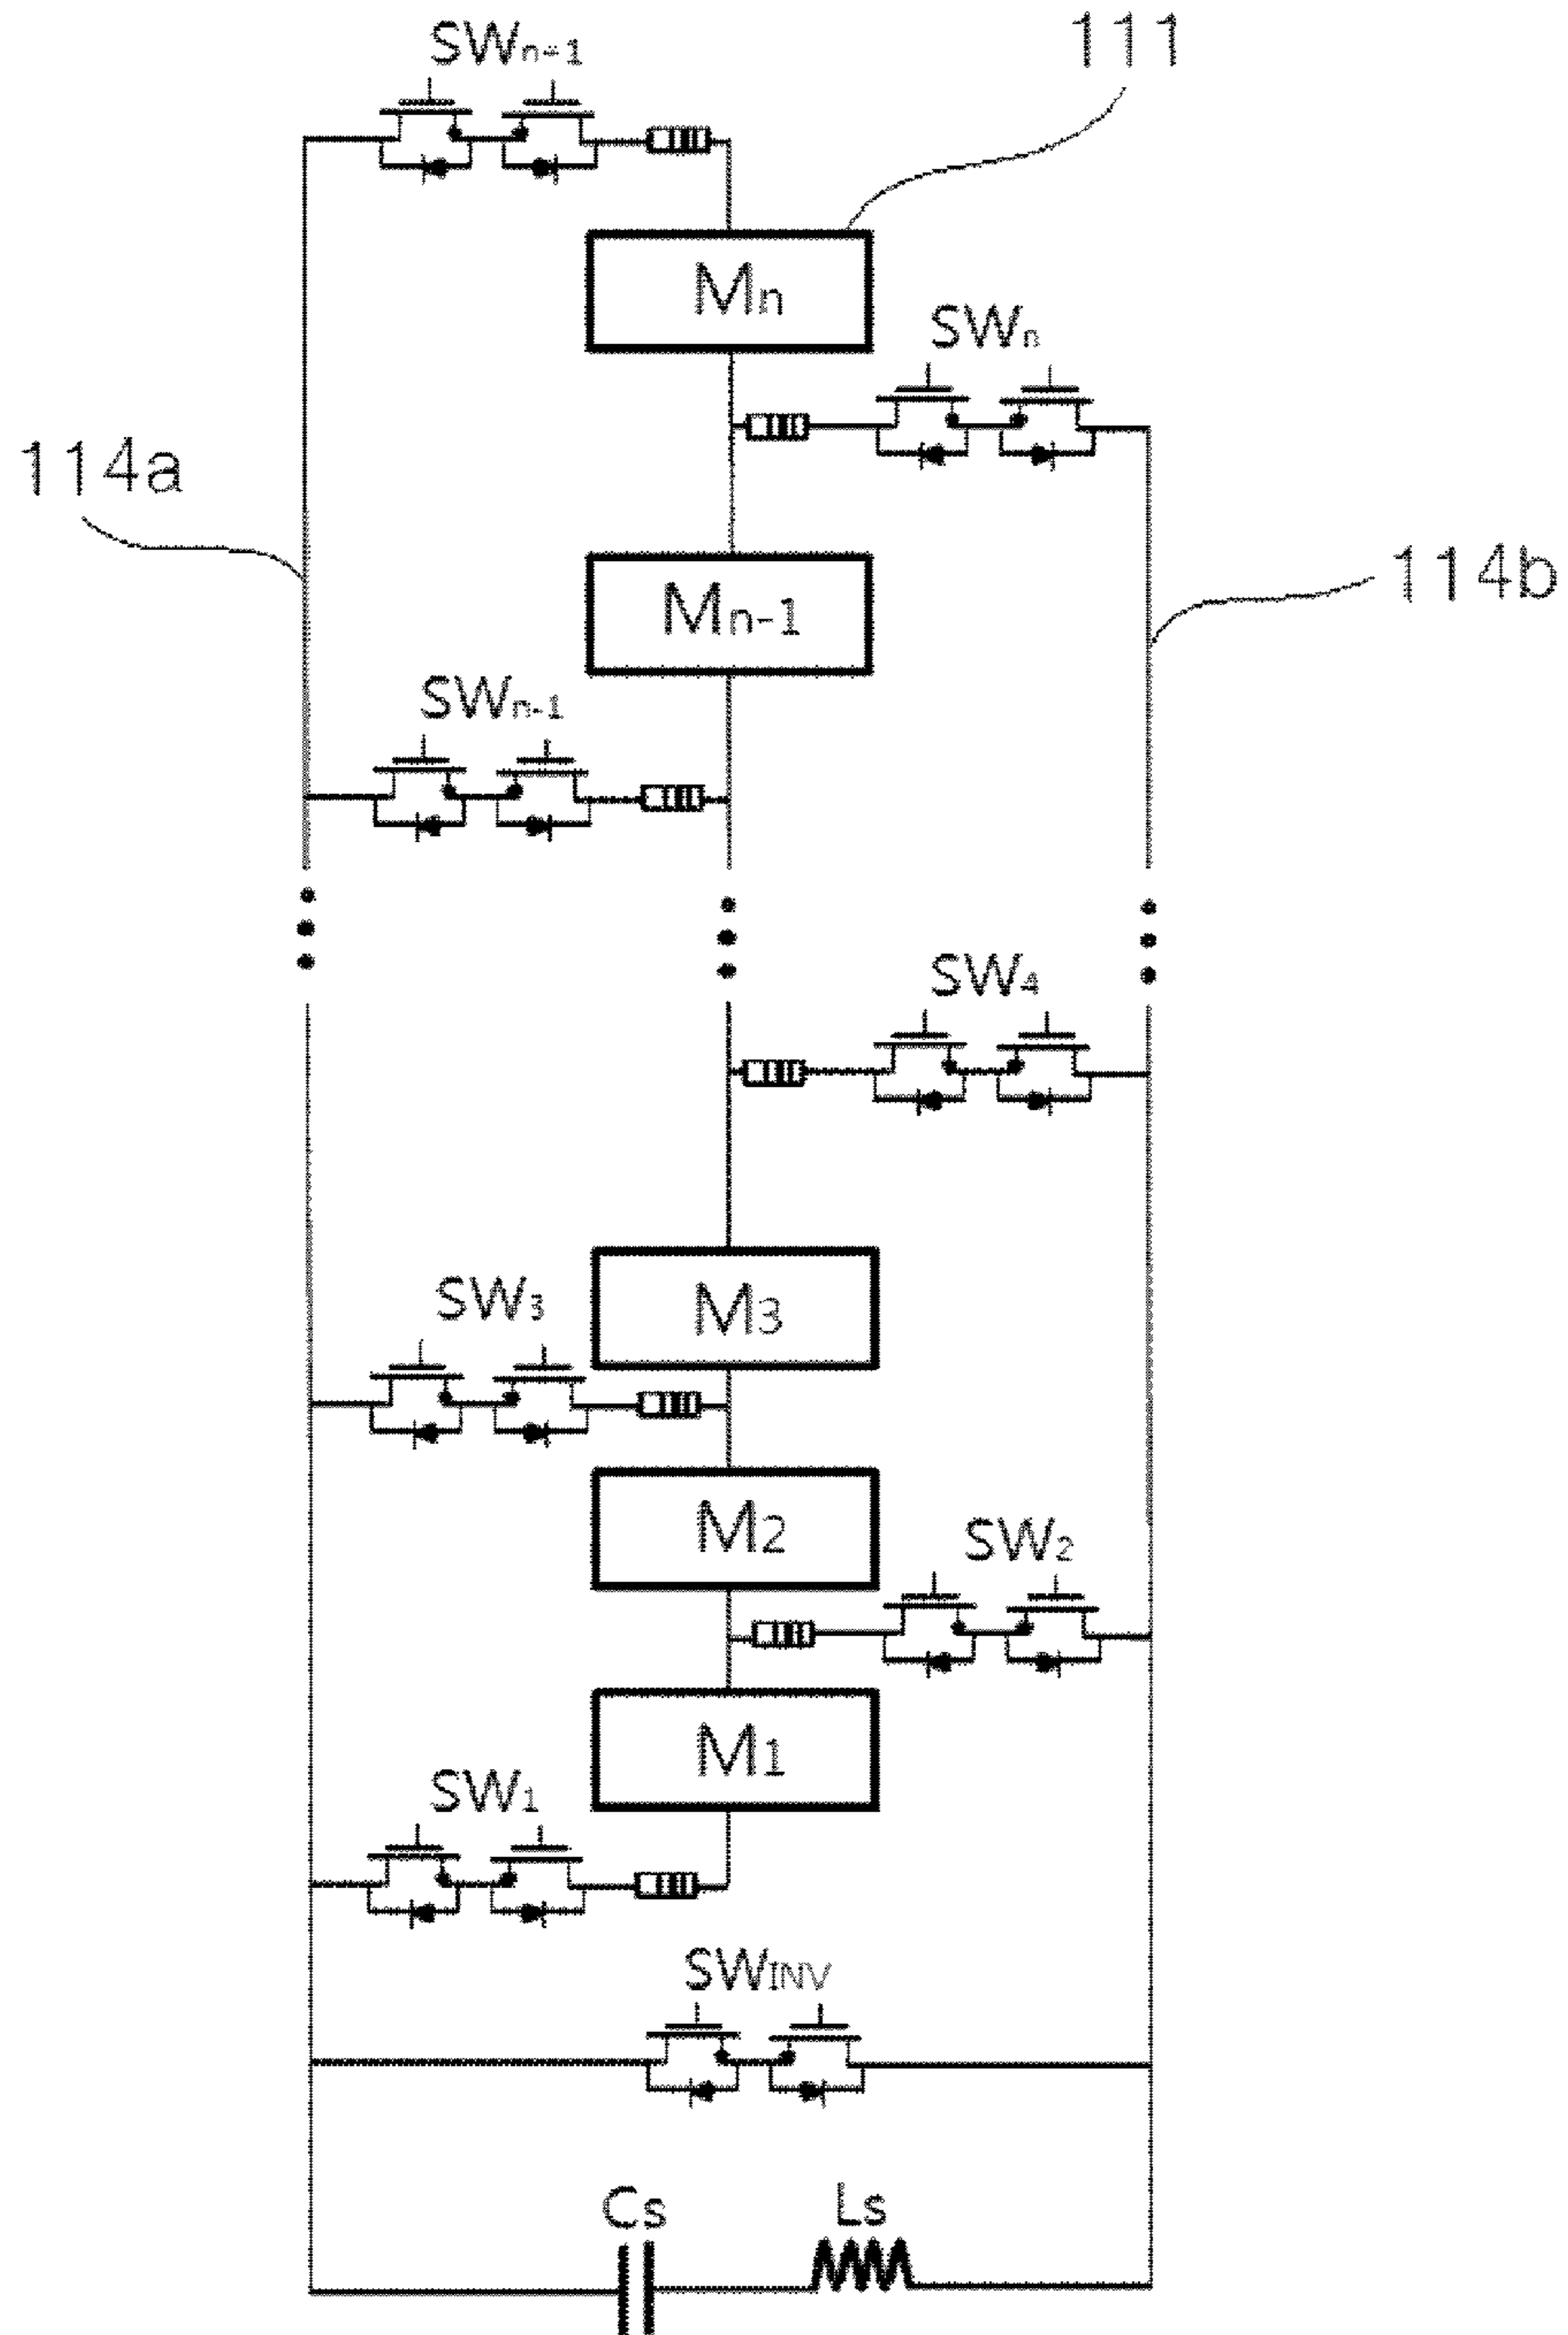 SWn+1
111
Mn
SWn
114a
Mn-1
114b
SWn-1
SW4
M3
SW3
M2
SW2
M1
SW1
SWINV
Cs
Ls